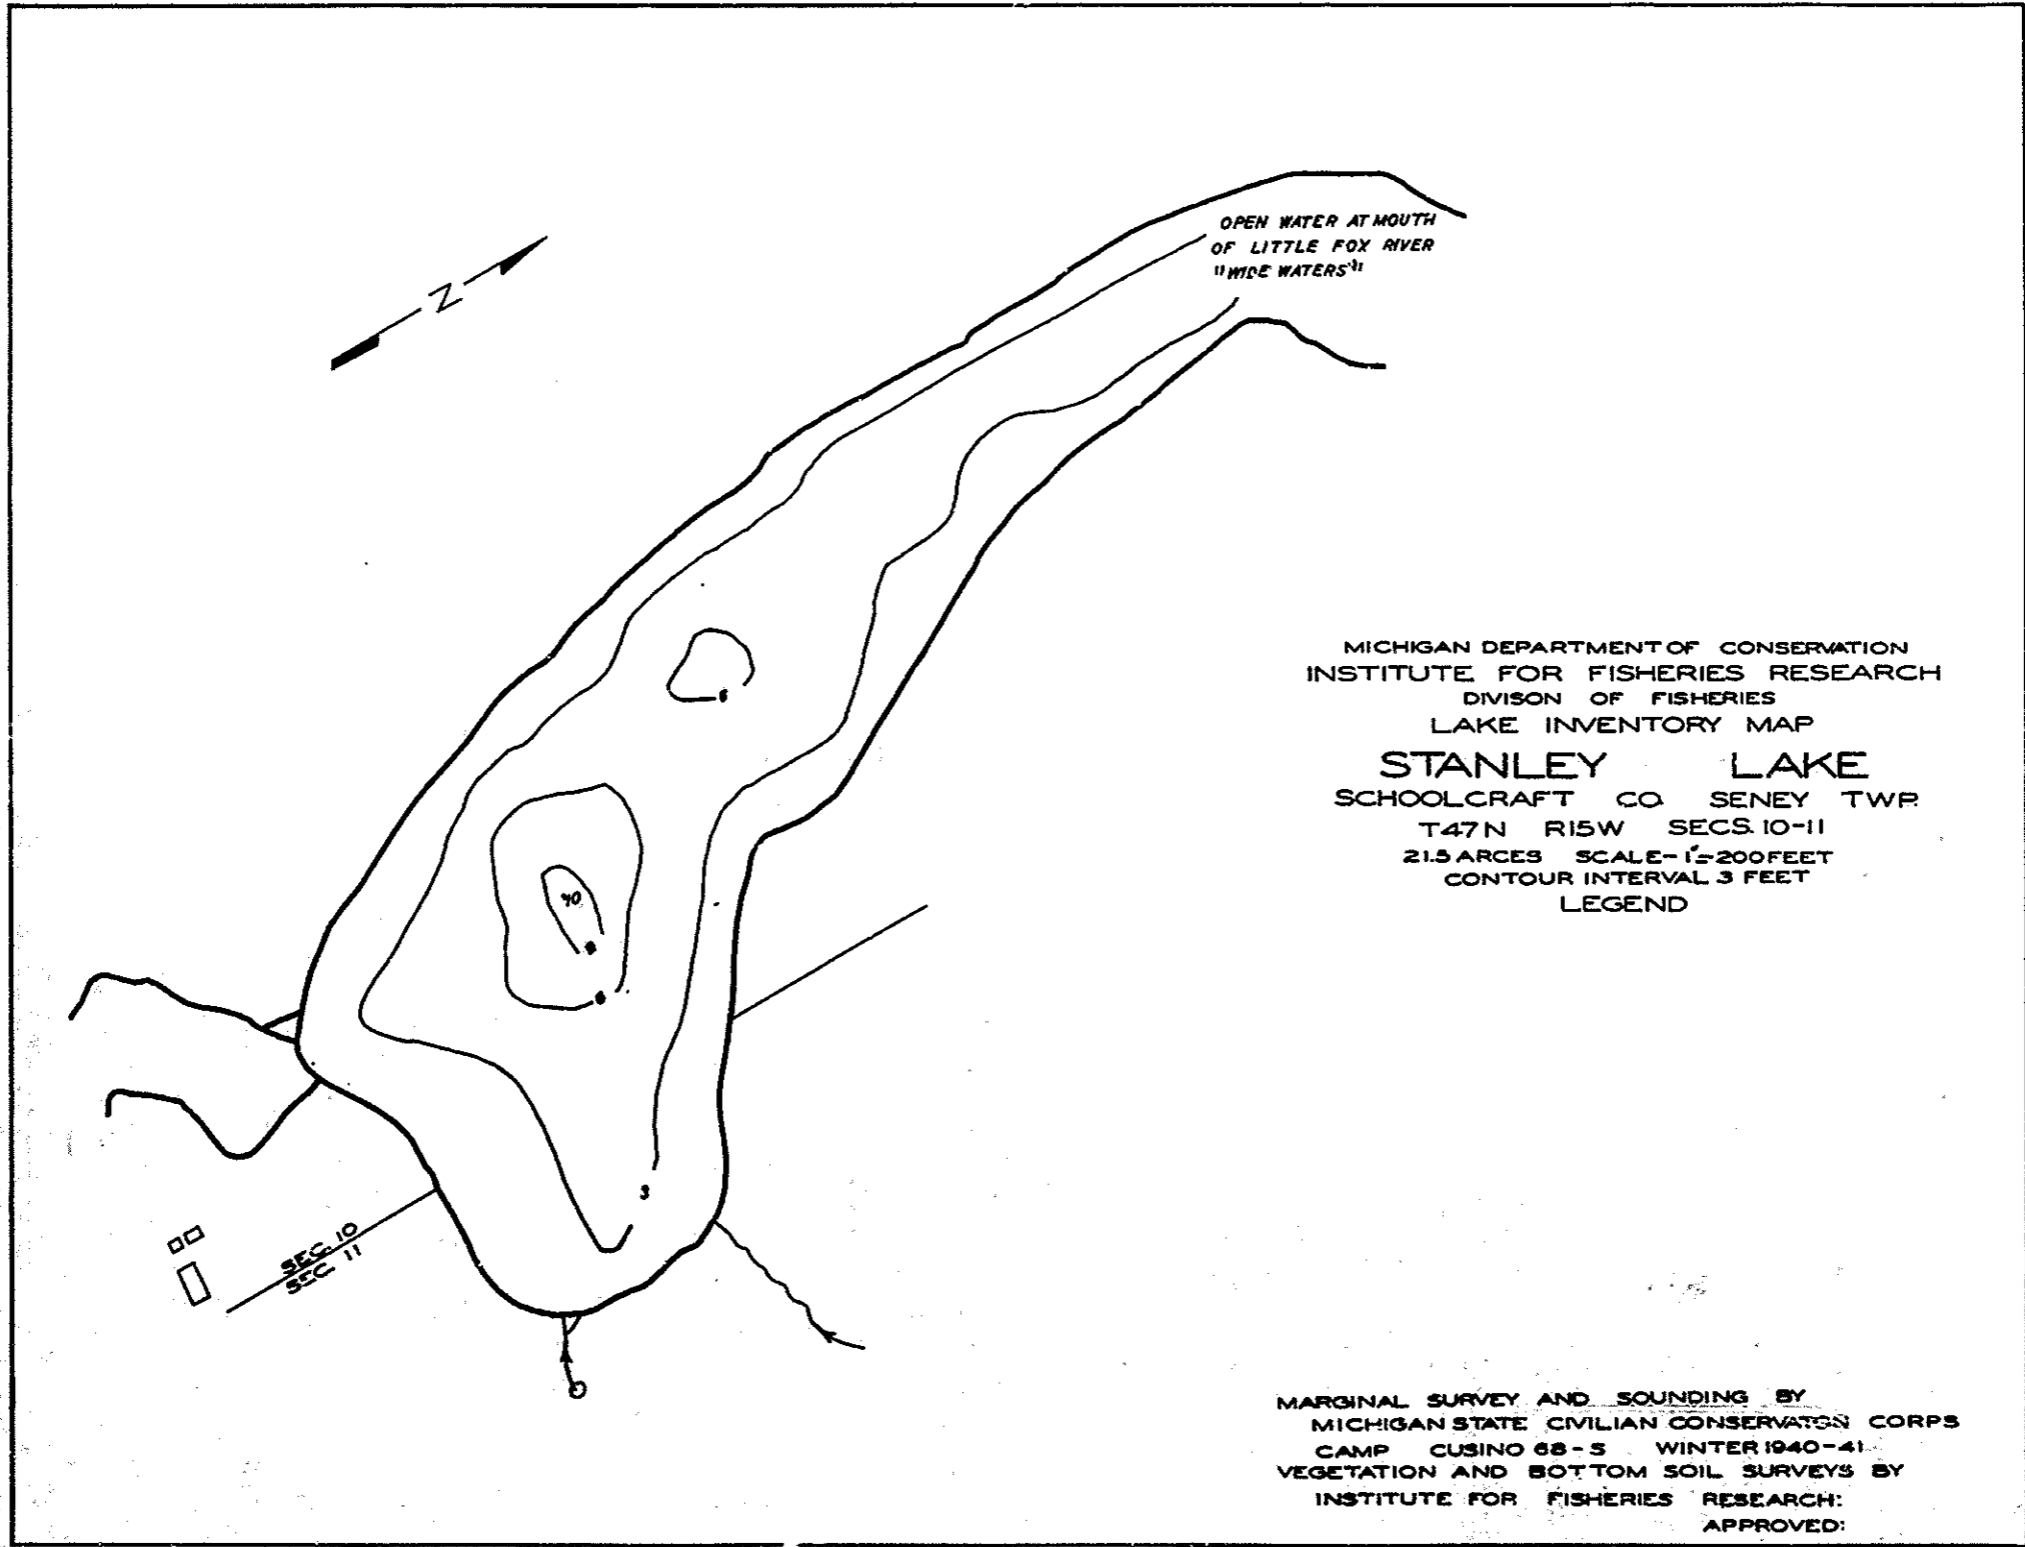 OPEN WATER AT MOUTH
OF LITTLE FOX RIVER
"WIDE WATERS"
N
6
MICHIGAN DEPARTMENT OF CONSERVATION
INSTITUTE FOR FISHERIES RESEARCH
DIVISON OF FISHERIES
LAKE INVENTORY MAP
STANLEY LAKE
SCHOOLCRAFT CO. SENEY TWP.
T47N R15W SECS. 10-11
21.5 ARCES SCALE-1"=200FEET
CONTOUR INTERVAL 3 FEET
LEGEND
10
9
6
3
SEC. 10
SEC. 11
MARGINAL SURVEY AND SOUNDING BY
MICHIGAN STATE CIVILIAN CONSERVATON CORPS
CAMP CUSINO 68-S WINTER 1940-41
VEGETATION AND BOTTOM SOIL SURVEYS BY
INSTITUTE FOR FISHERIES RESEARCH:
APPROVED: